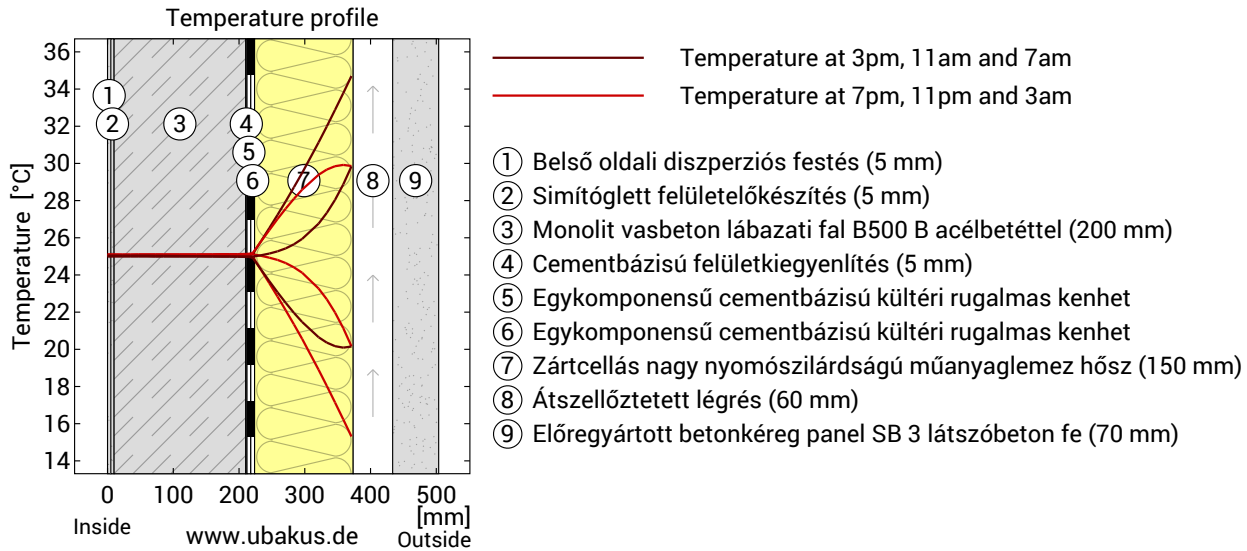 Temperature profile
Temperature [°C]
36
34
32
30
28
26
24
22
20
18
16
14
0
100
200
300
400
500
[mm]
Inside
Outside
www.ubakus.de
1
2
3
4
5
6
7
8
9
Temperature at 3pm, 11am and 7am
Temperature at 7pm, 11pm and 3am
1 Belső oldali diszperziós festés (5 mm)
2 Simítóglett felületelőkészítés (5 mm)
3 Monolit vasbeton lábazati fal B500 B acélbetéttel (200 mm)
4 Cementbázisú felületkiegyenlítés (5 mm)
5 Egykomponensű cementbázisú kültéri rugalmas kenhet
6 Egykomponensű cementbázisú kültéri rugalmas kenhet
7 Zártcellás nagy nyomószilárdságú műanyaglemez hősz (150 mm)
8 Átszellőztetett légrés (60 mm)
9 Előregyártott betonkéreg panel SB 3 látszóbeton fe (70 mm)